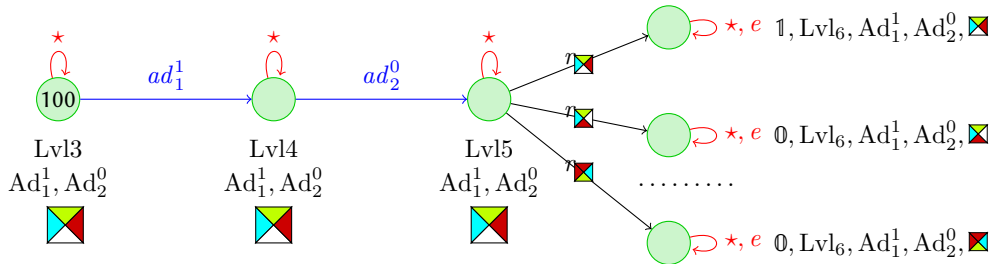 ⋆ ⋆ ⋆
100 ad₁¹ ad₂⁰
Lvl3 Lvl4 Lvl5
Ad₁¹, Ad₂⁰ Ad₁¹, Ad₂⁰ Ad₁¹, Ad₂⁰
r ⋆, e 𝟙, Lvl₆, Ad₁¹, Ad₂⁰,
r ⋆, e 𝟘, Lvl₆, Ad₁¹, Ad₂⁰,
r
.........
⋆, e 𝟘, Lvl₆, Ad₁¹, Ad₂⁰,